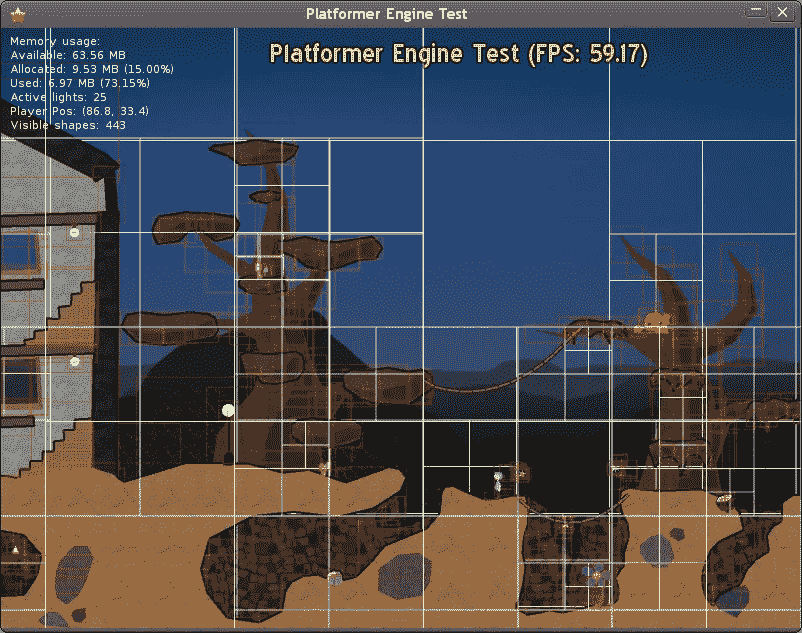 Platformer Engine Test
Platformer Engine Test (FPS: 59.17)
Memory usage:
Available: 63.56 MB
Allocated: 9.53 MB (15.00%)
Used: 6.97 MB (73.15%)
Active lights: 25
Player Pos: (86.8, 33.4)
Visible shapes: 443